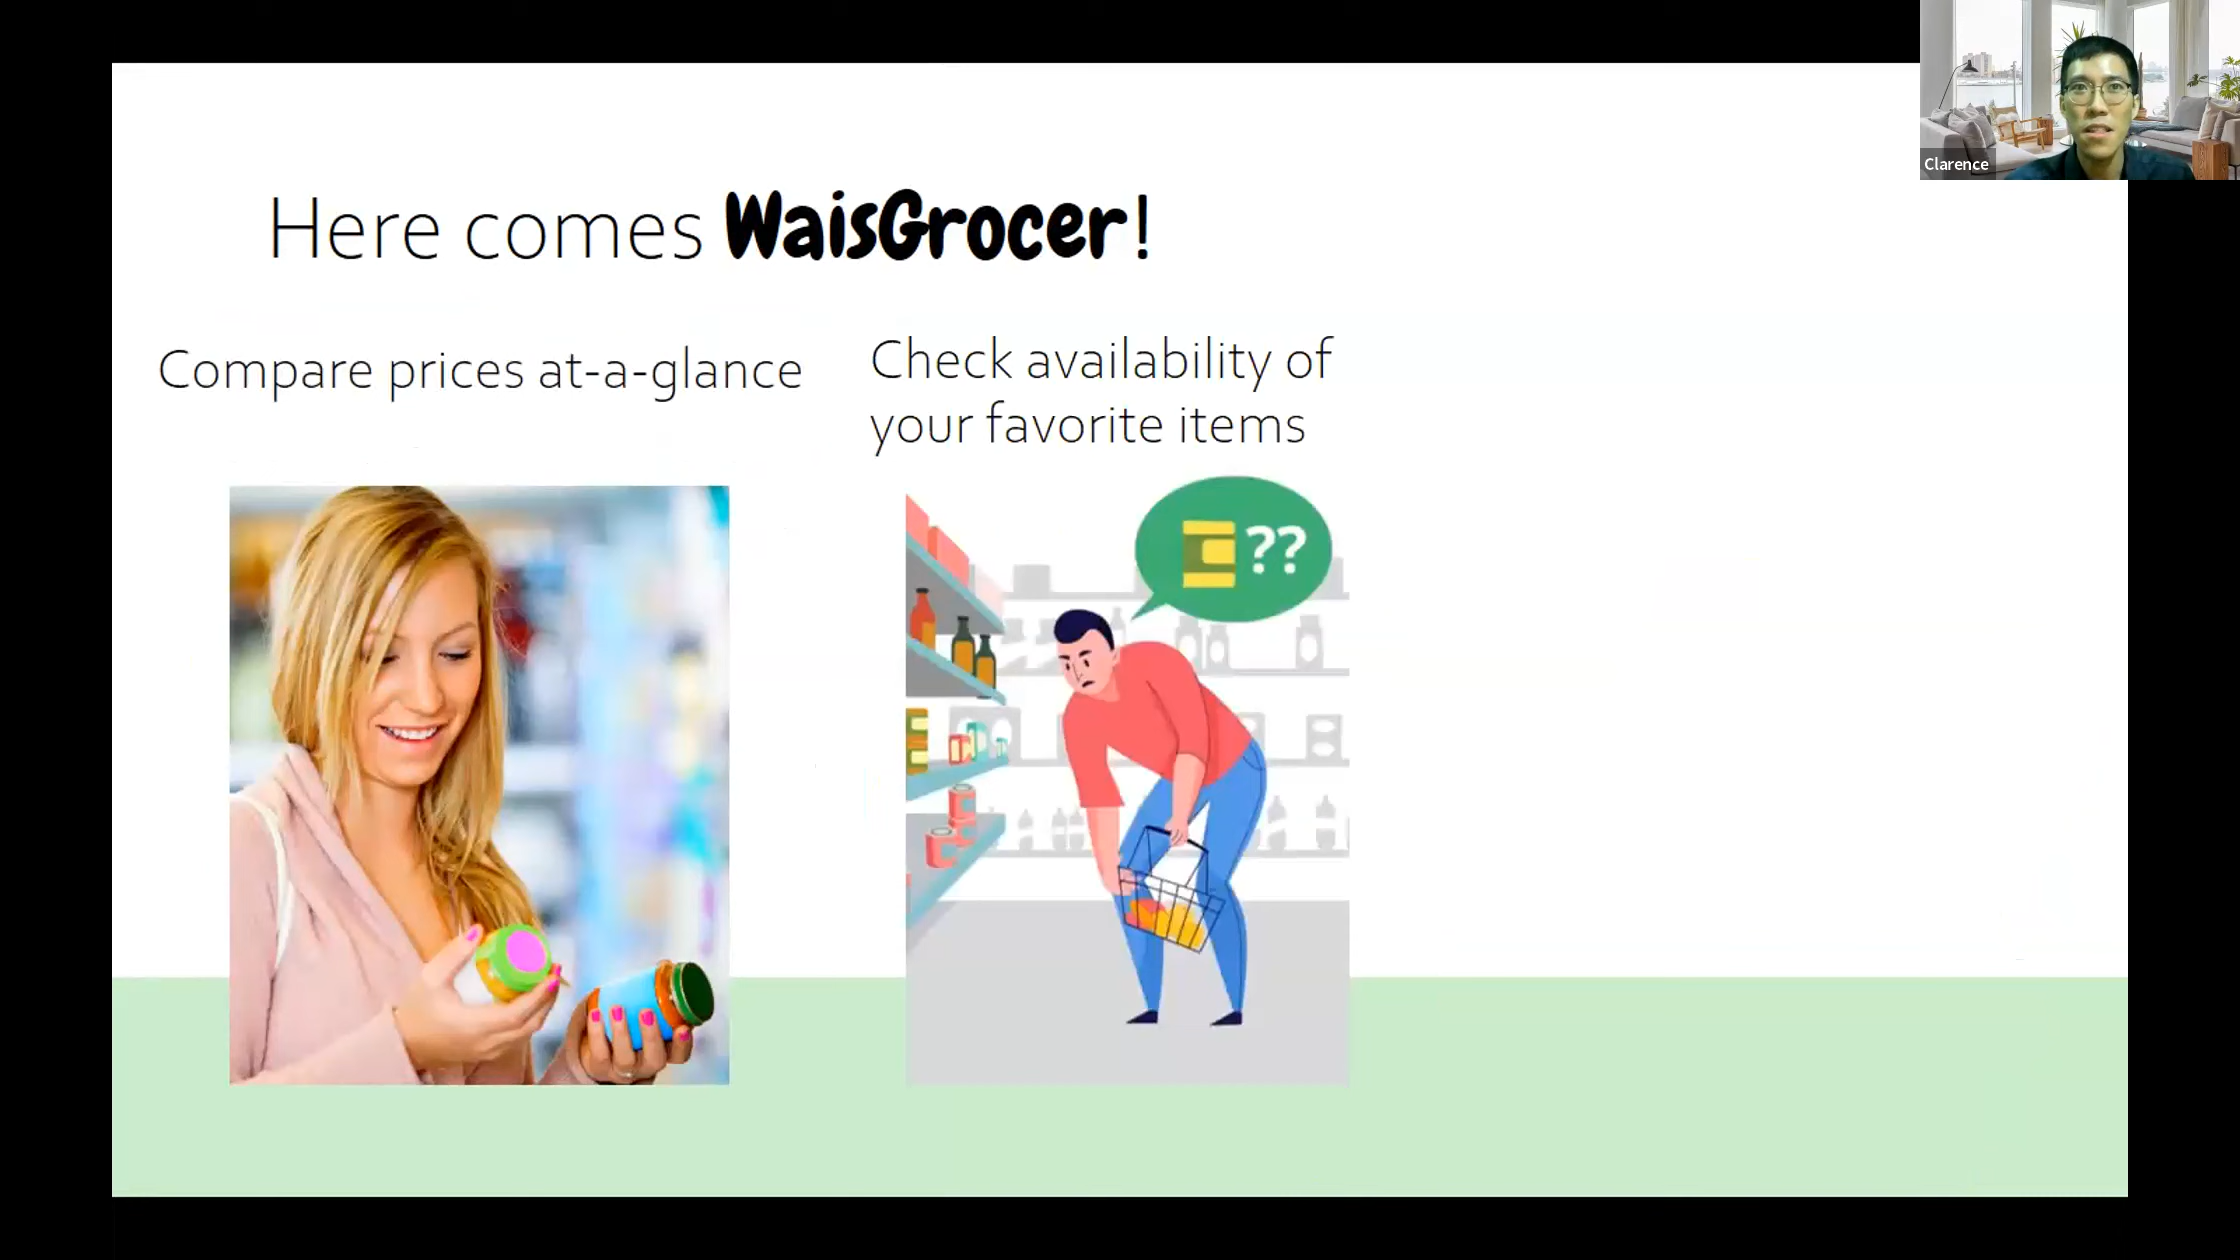 Clarence
Here comes WaisGrocer!
Compare prices at-a-glance
Check availability of
your favorite items
??